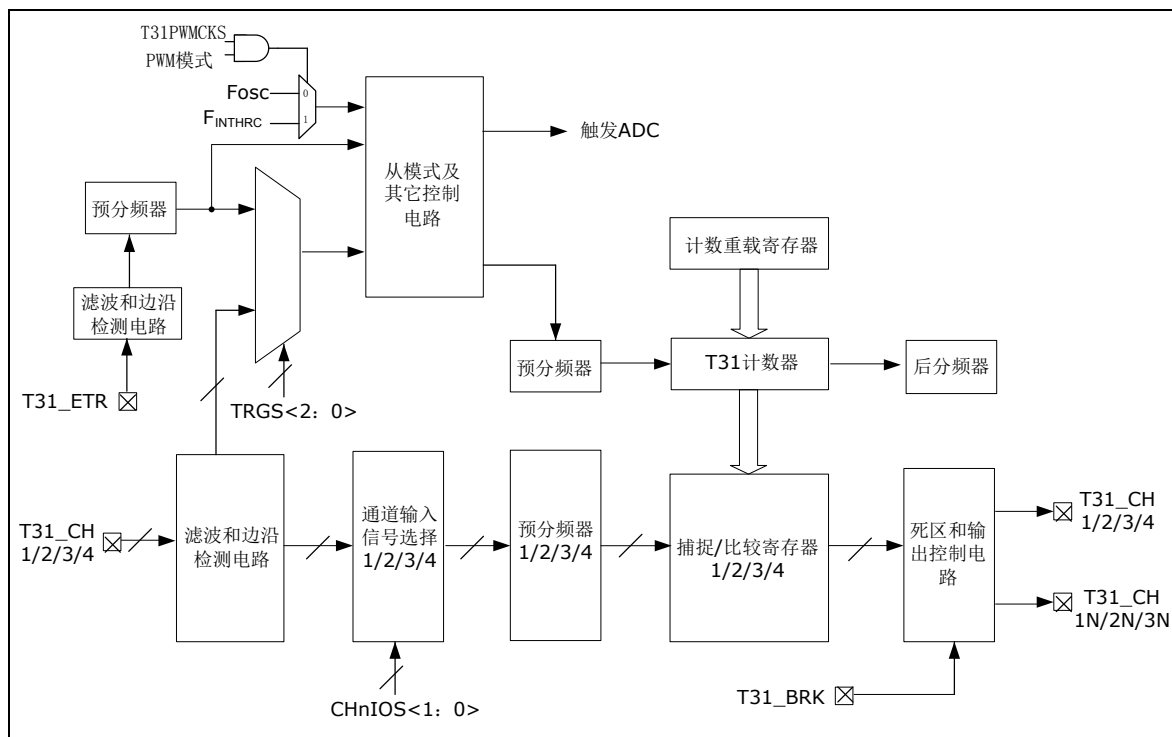 T31PWMCKS
PWM模式
Fosc
0
FINTHRC
1
从模式及
其它控制
电路
触发ADC
预分频器
计数重载寄存器
滤波和边沿
检测电路
预分频器
T31计数器
后分频器
T31_ETR
TRGS<2：0>
T31_CH
1/2/3/4
滤波和边沿
检测电路
通道输入
信号选择
1/2/3/4
预分频器
1/2/3/4
捕捉/比较寄存器
1/2/3/4
死区和输
出控制电
路
T31_CH
1/2/3/4
T31_CH
1N/2N/3N
CHnIOS<1：0>
T31_BRK